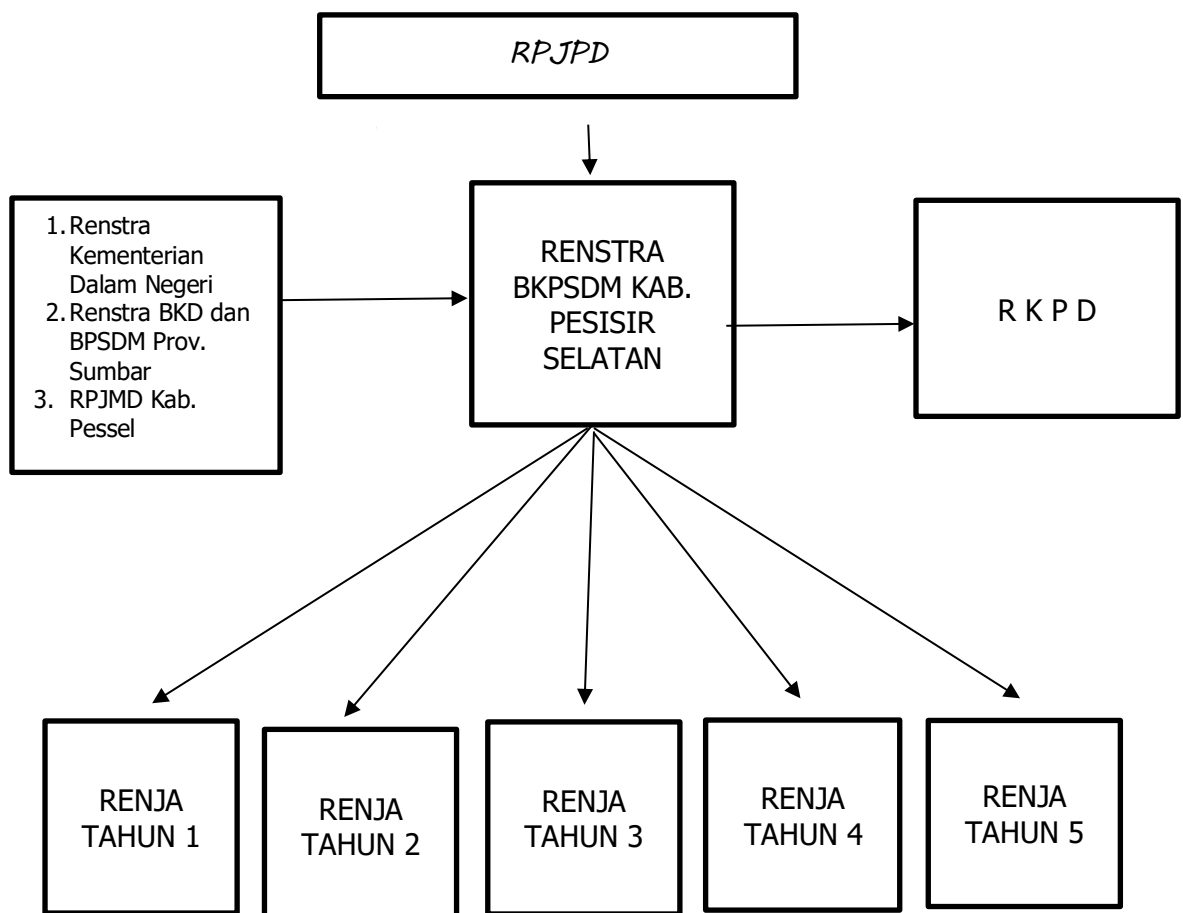 RPJPD
1. Renstra
Kementerian
Dalam Negeri
2. Renstra BKD dan
BPSDM Prov.
Sumbar
3. RPJMD Kab.
Pessel
RENSTRA
BKPSDM KAB.
PESISIR
SELATAN
R K P D
RENJA
TAHUN 1
RENJA
TAHUN 2
RENJA
TAHUN 3
RENJA
TAHUN 4
RENJA
TAHUN 5